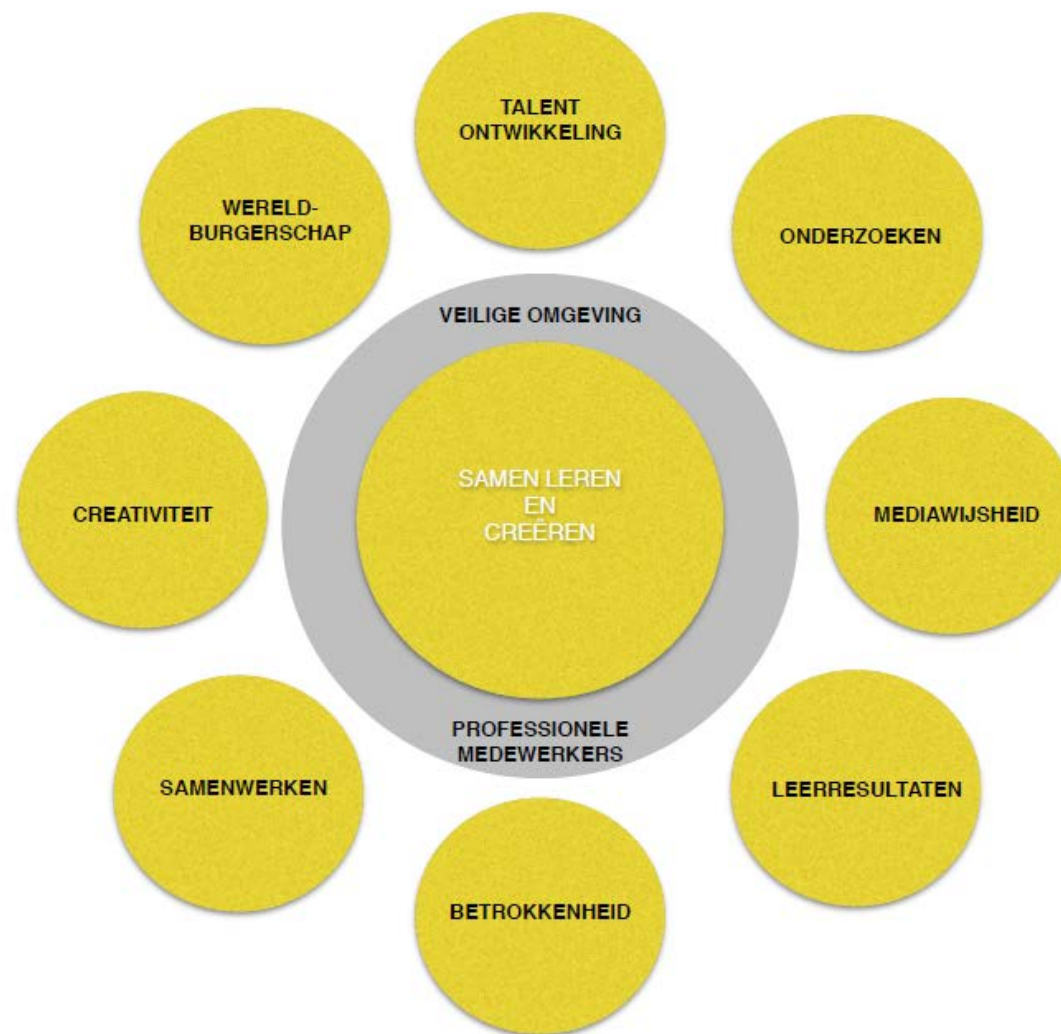 TALENT
ONTWIKKELING
WERELD-
BURGERSCHAP
ONDERZOEKEN
VEILIGE OMGEVING
SAMEN LEREN
EN
CREËREN
CREATIVITEIT
MEDIAWIJSHEID
PROFESSIONELE
MEDEWERKERS
SAMENWERKEN
LEERRESULTATEN
BETROKKENHEID